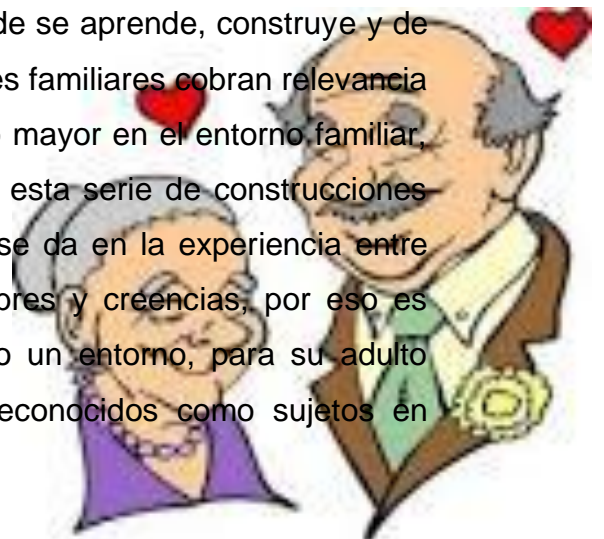 de se aprende, construye y de
es familiares cobran relevancia
mayor en el entorno familiar,
esta serie de construcciones
se da en la experiencia entre
ores y creencias, por eso es
o un entorno, para su adulto
econocidos como sujetos en